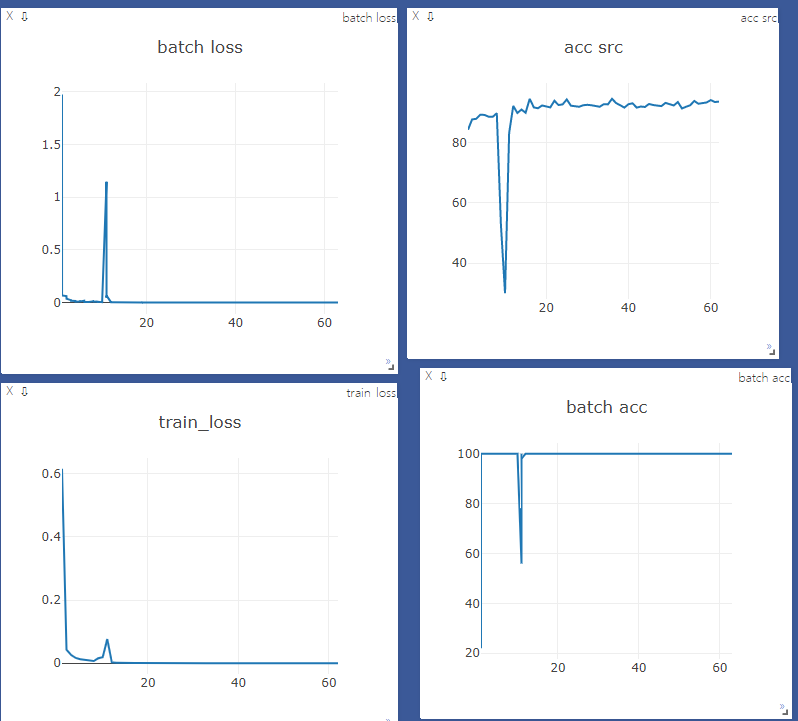 X ⇩ batch loss
batch loss
2
1.5
1
0.5
0
20 40 60
»
X ⇩ acc src
acc src
80
60
40
20 40 60
»
X ⇩ train loss
train_loss
0.6
0.4
0.2
0
20 40 60
»
X ⇩ batch acc
batch acc
100
80
60
40
20
20 40 60
»